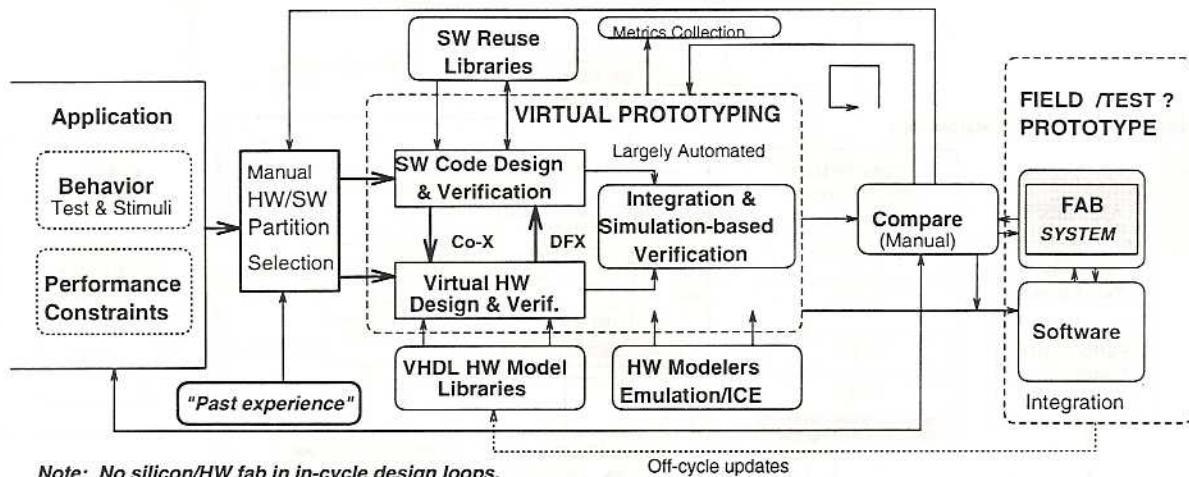 SW Reuse
Libraries
Metrics Collection
Application
Behavior
Test & Stimuli
Performance
Constraints
Manual
HW/SW
Partition
Selection
"Past experience"
VIRTUAL PROTOTYPING
Largely Automated
SW Code Design
& Verification
Co-X
DFX
Virtual HW
Design & Verif.
Integration &
Simulation-based
Verification
VHDL HW Model
Libraries
HW Modelers
Emulation/ICE
Compare
(Manual)
FIELD /TEST ?
PROTOTYPE
FAB
SYSTEM
Software
Integration
Off-cycle updates
Note: No silicon/HW fab in in-cycle design loops.